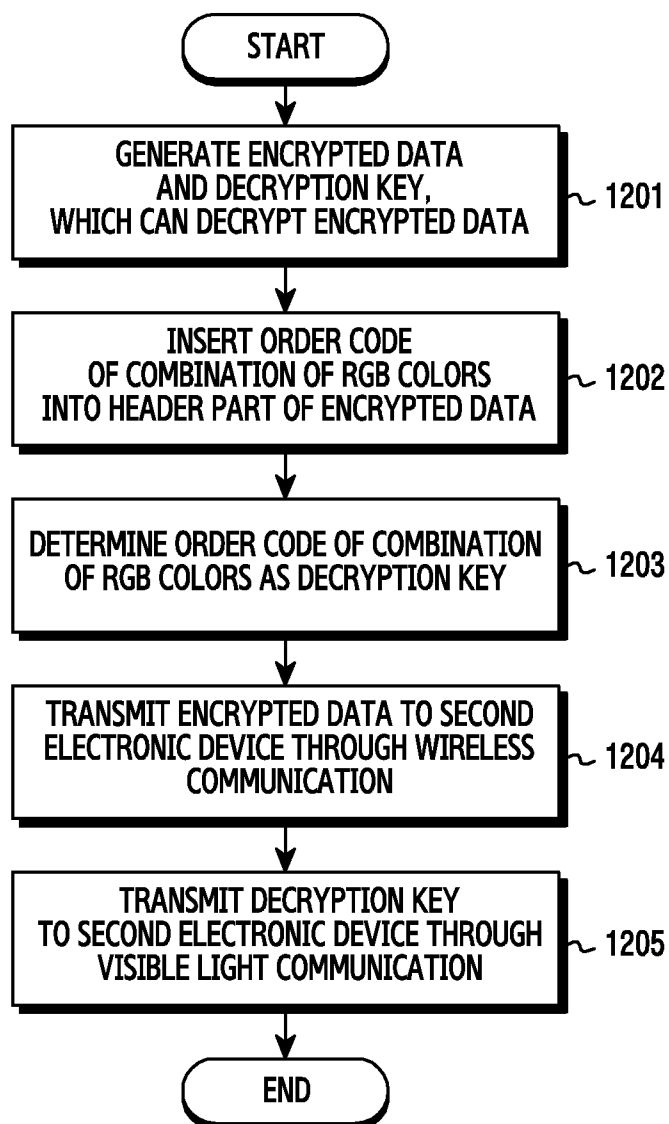 START
GENERATE ENCRYPTED DATA
AND DECRYPTION KEY,
WHICH CAN DECRYPT ENCRYPTED DATA
1201
INSERT ORDER CODE
OF COMBINATION OF RGB COLORS
INTO HEADER PART OF ENCRYPTED DATA
1202
DETERMINE ORDER CODE OF COMBINATION
OF RGB COLORS AS DECRYPTION KEY
1203
TRANSMIT ENCRYPTED DATA TO SECOND
ELECTRONIC DEVICE THROUGH WIRELESS
COMMUNICATION
1204
TRANSMIT DECRYPTION KEY
TO SECOND ELECTRONIC DEVICE THROUGH
VISIBLE LIGHT COMMUNICATION
1205
END